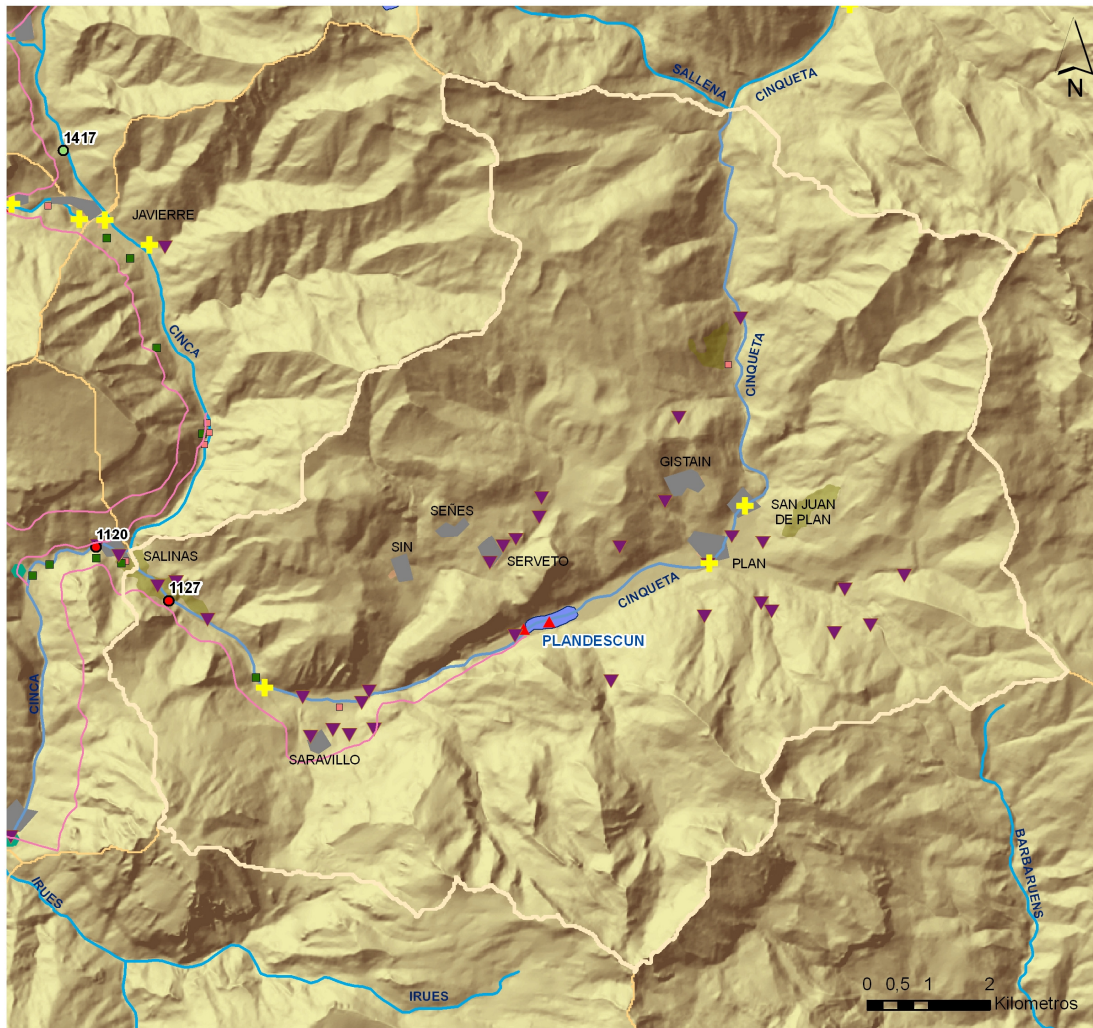 SALLENA
CINQUETA
N
1417
JAVIERRE
CINCA
CINQUETA
GISTAIN
SEÑES
SAN JUAN
DE PLAN
1120
SALINAS
SIN
SERVETO
PLAN
1127
CINQUETA
PLANDESCUN
CINCA
SARAVILLO
BARBARUENS
IRUES
IRUES
0 0,5 1 2
Kilometros